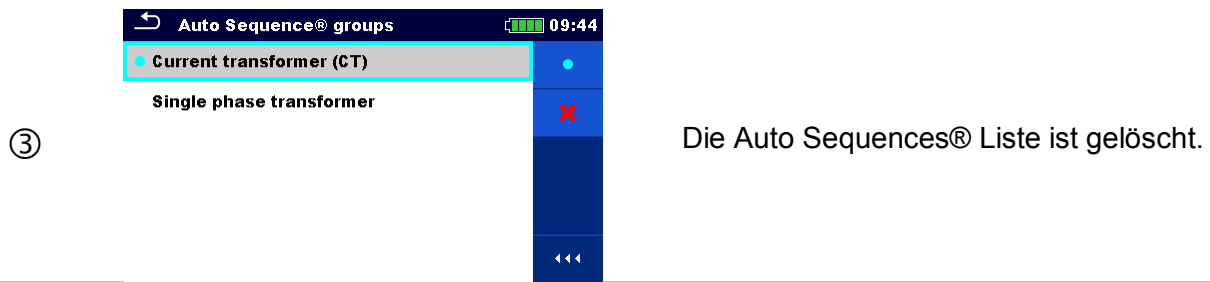 Auto Sequence® groups 09:44
Current transformer (CT)
Single phase transformer
③
Die Auto Sequences® Liste ist gelöscht.